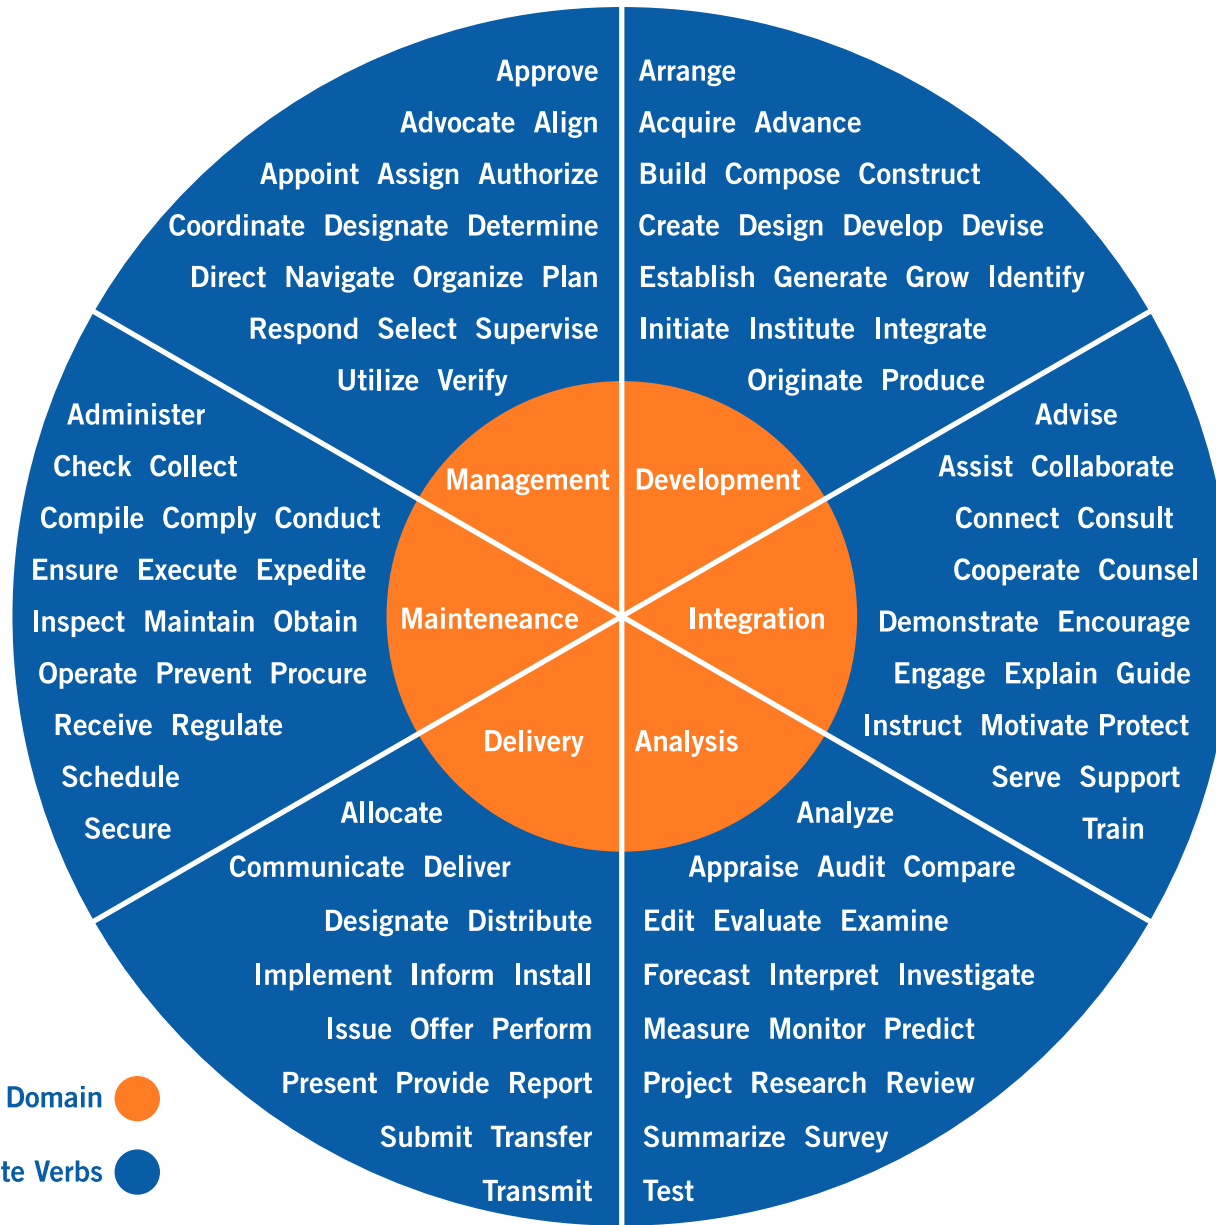 Approve
Advocate Align
Appoint Assign Authorize
Coordinate Designate Determine
Direct Navigate Organize Plan
Respond Select Supervise
Utilize Verify
Management
Arrange
Acquire Advance
Build Compose Construct
Create Design Develop Devise
Establish Generate Grow Identify
Initiate Institute Integrate
Originate Produce
Development
Administer
Check Collect
Compile Comply Conduct
Ensure Execute Expedite
Inspect Maintain Obtain
Operate Prevent Procure
Receive Regulate
Schedule
Secure
Mainteneance
Integration
Advise
Assist Collaborate
Connect Consult
Cooperate Counsel
Demonstrate Encourage
Engage Explain Guide
Instruct Motivate Protect
Serve Support
Train
Delivery
Allocate
Communicate Deliver
Designate Distribute
Implement Inform Install
Issue Offer Perform
Present Provide Report
Submit Transfer
Transmit
Analysis
Analyze
Appraise Audit Compare
Edit Evaluate Examine
Forecast Interpret Investigate
Measure Monitor Predict
Project Research Review
Summarize Survey
Test
Domain
Verbs